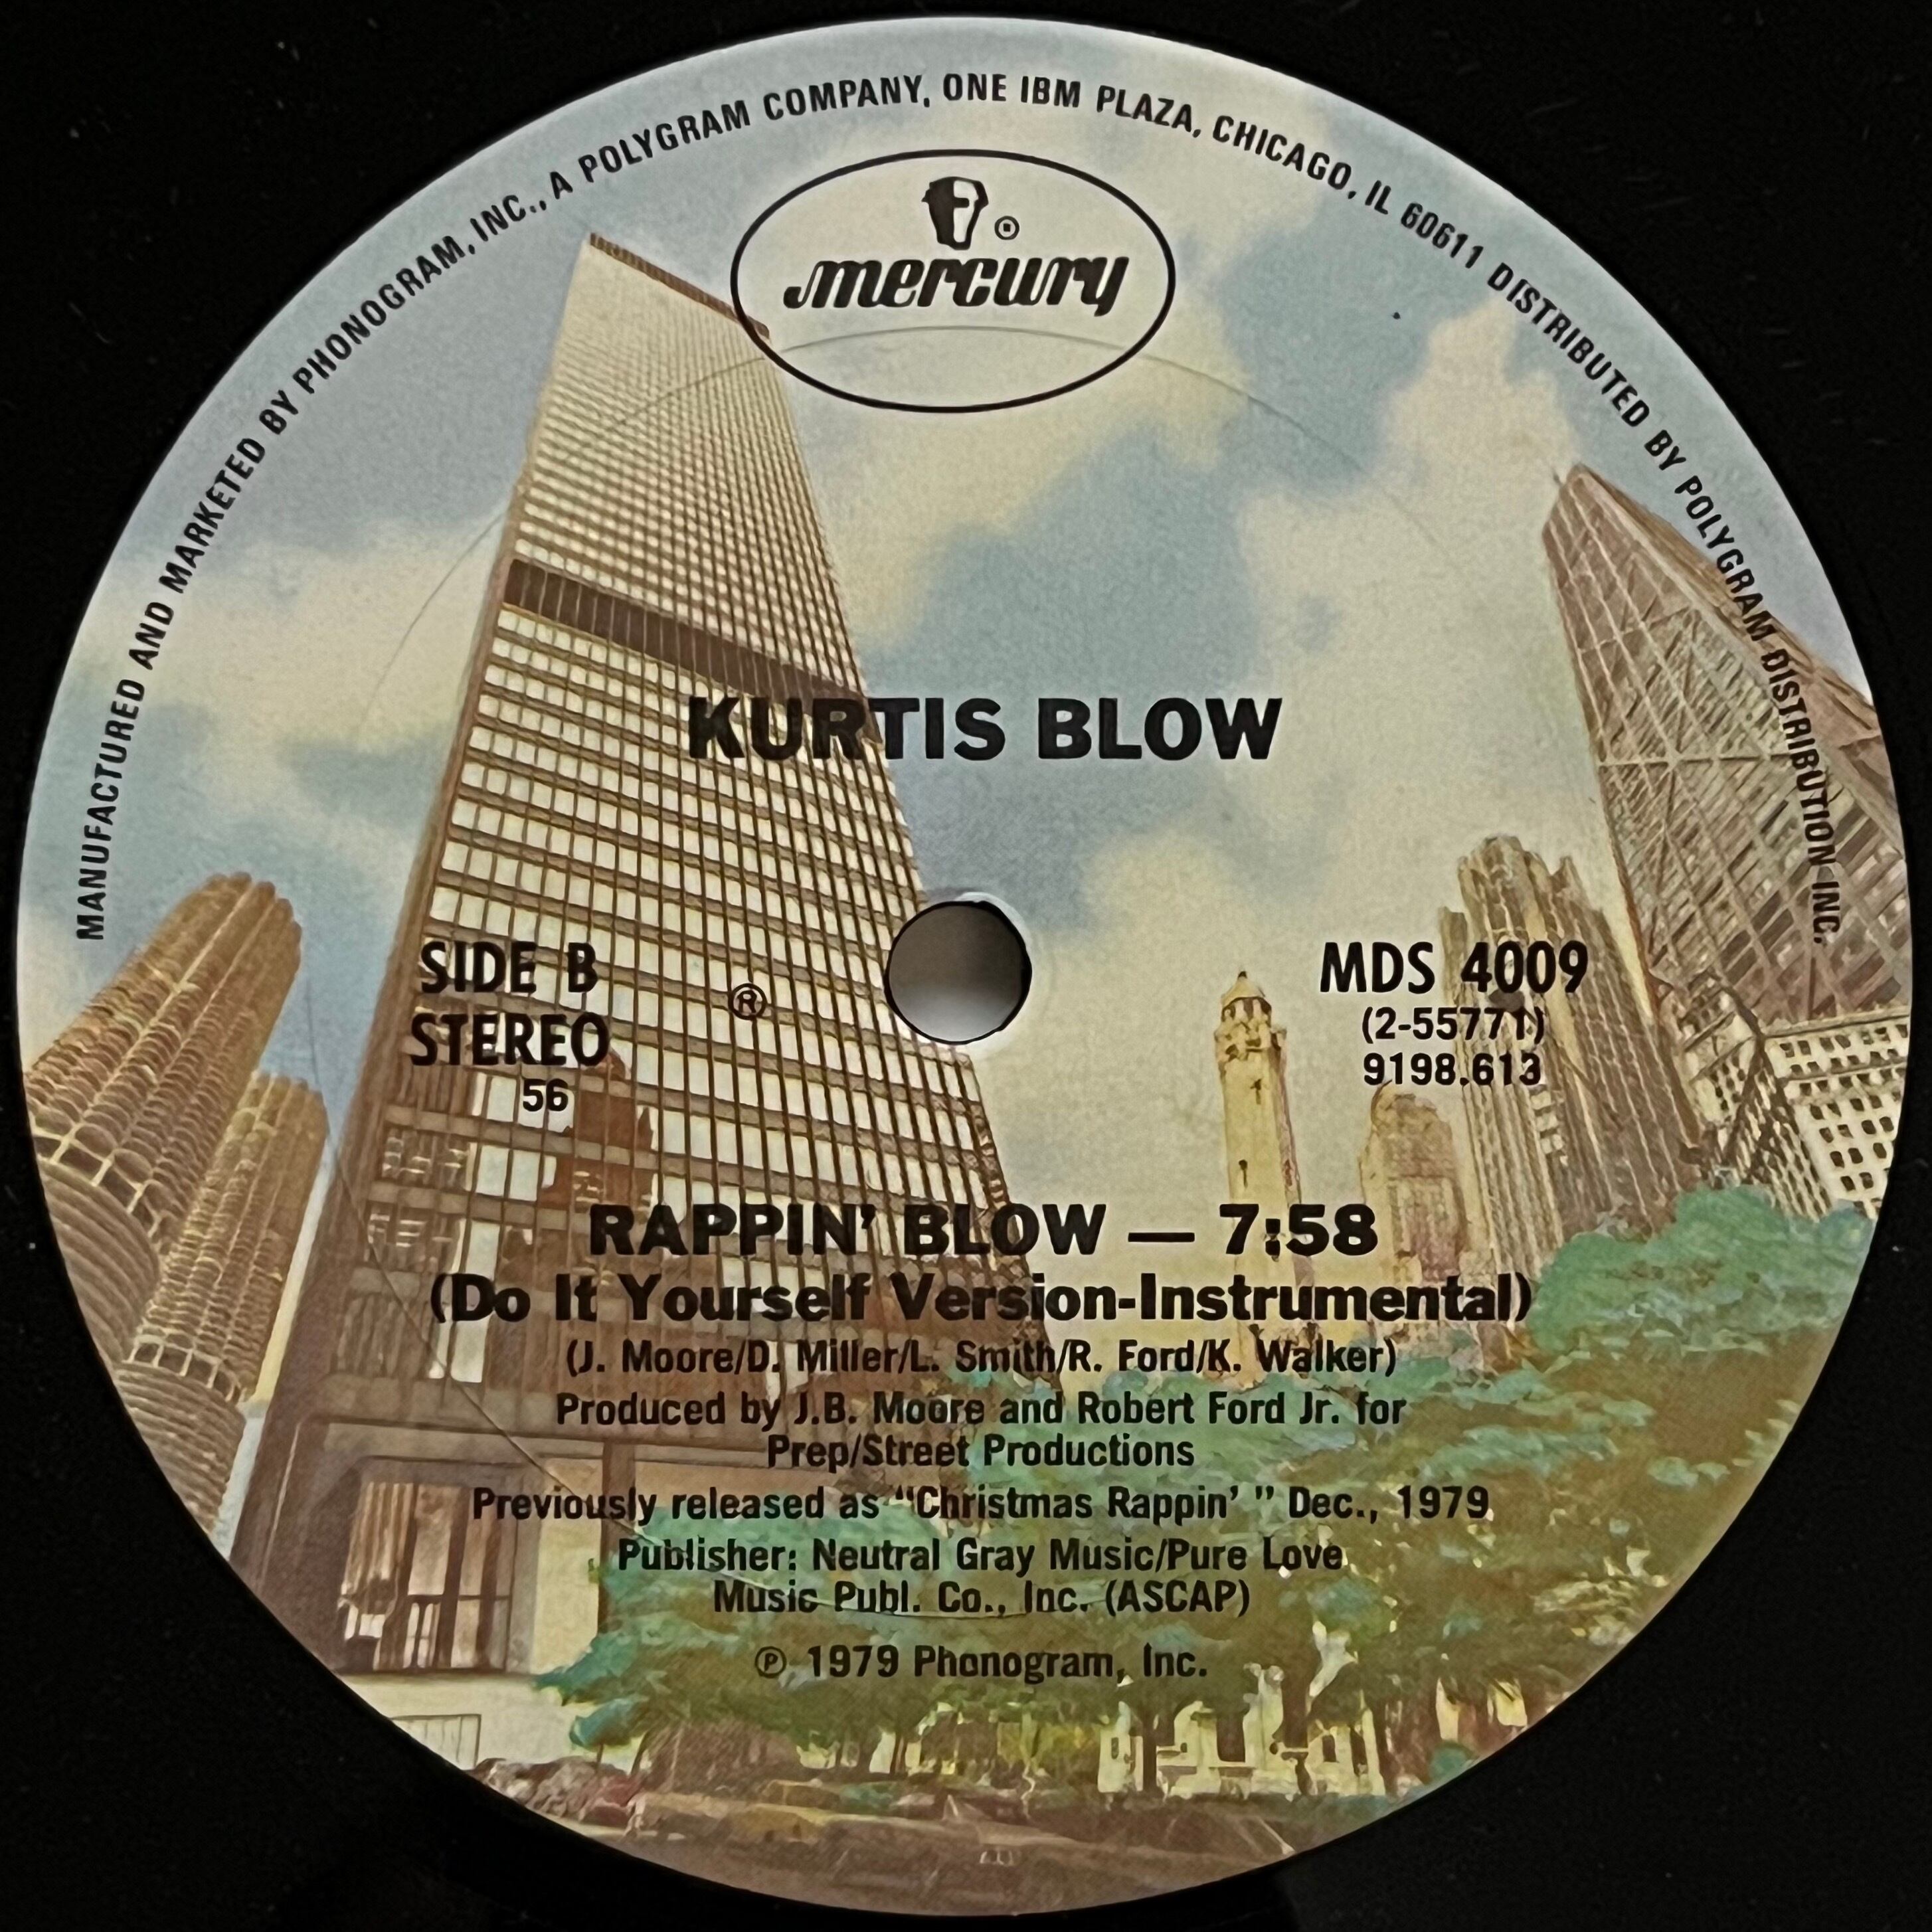 MANUFACTURED AND MARKETED BY PHONOGRAM, INC., A POLYGRAM COMPANY, ONE IBM PLAZA, CHICAGO, IL 60611 DISTRIBUTED BY POLYGRAM DISTRIBUTION INC.
®
mercury
KURTIS BLOW
SIDE B
STEREO
56
®
MDS 4009
(2-55771)
9198.613
RAPPIN' BLOW — 7:58
(Do It Yourself Version-Instrumental)
(J. Moore/D. Miller/L. Smith/R. Ford/K. Walker)
Produced by J.B. Moore and Robert Ford Jr. for
Prep/Street Productions
Previously released as “Christmas Rappin’ ” Dec., 1979
Publisher: Neutral Gray Music/Pure Love
Music Publ. Co., Inc. (ASCAP)
℗ 1979 Phonogram, Inc.